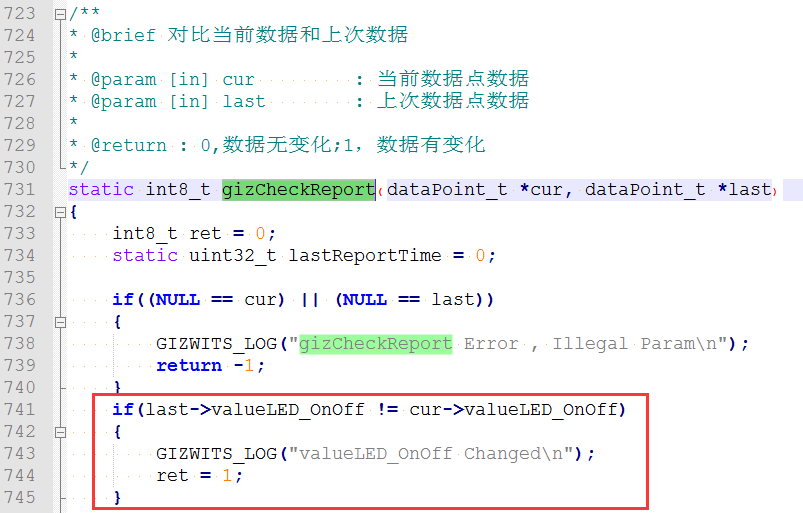 723 /**
724 * @brief 对比当前数据和上次数据
725 *
726 * @param [in] cur : 当前数据点数据
727 * @param [in] last : 上次数据点数据
728 *
729 * @return : 0,数据无变化;1, 数据有变化
730 */
731 static int8_t gizCheckReport(dataPoint_t *cur, dataPoint_t *last)
732 {
733 int8_t ret = 0;
734 static uint32_t lastReportTime = 0;
735
736 if((NULL == cur) || (NULL == last))
737 {
738 GIZWITS_LOG("gizCheckReport Error , Illegal Param\n");
739 return -1;
740 }
741 if(last->valueLED_OnOff != cur->valueLED_OnOff)
742 {
743 GIZWITS_LOG("valueLED_OnOff Changed\n");
744 ret = 1;
745 }